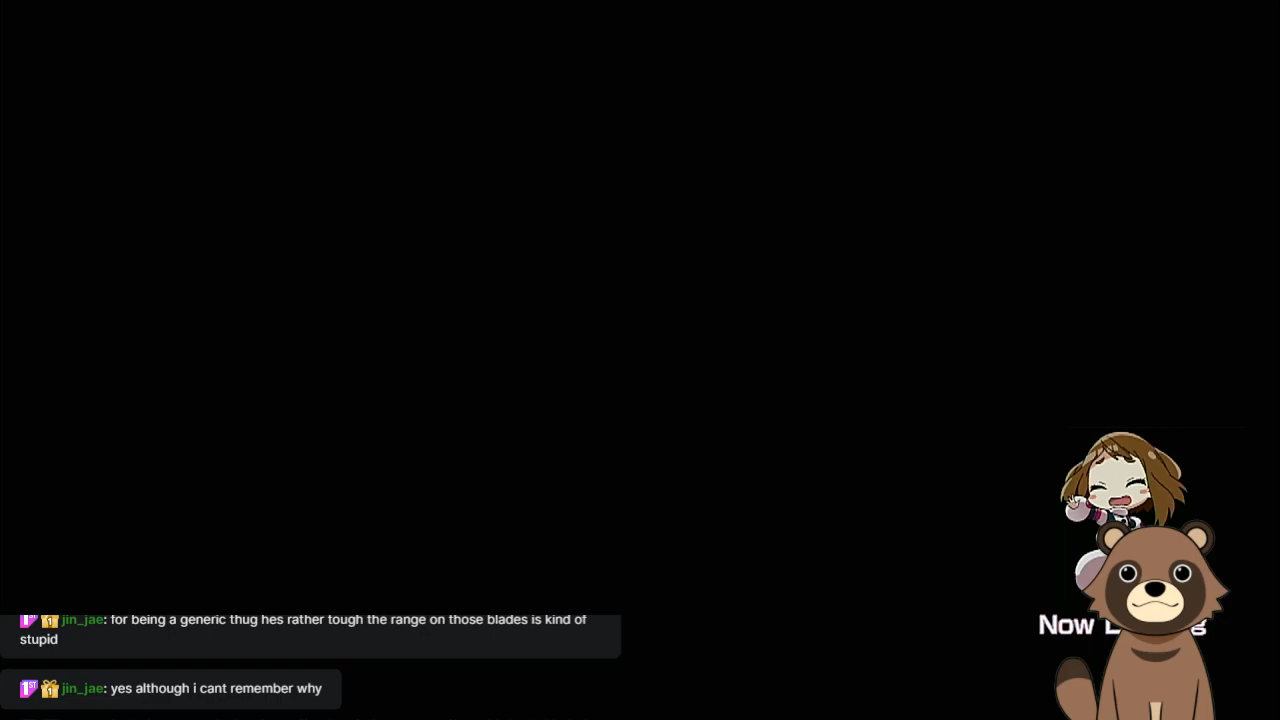 jin_jae: for being a generic thug hes rather tough the range on those blades is kind of
stupid
jin_jae: yes although i cant remember why
Now